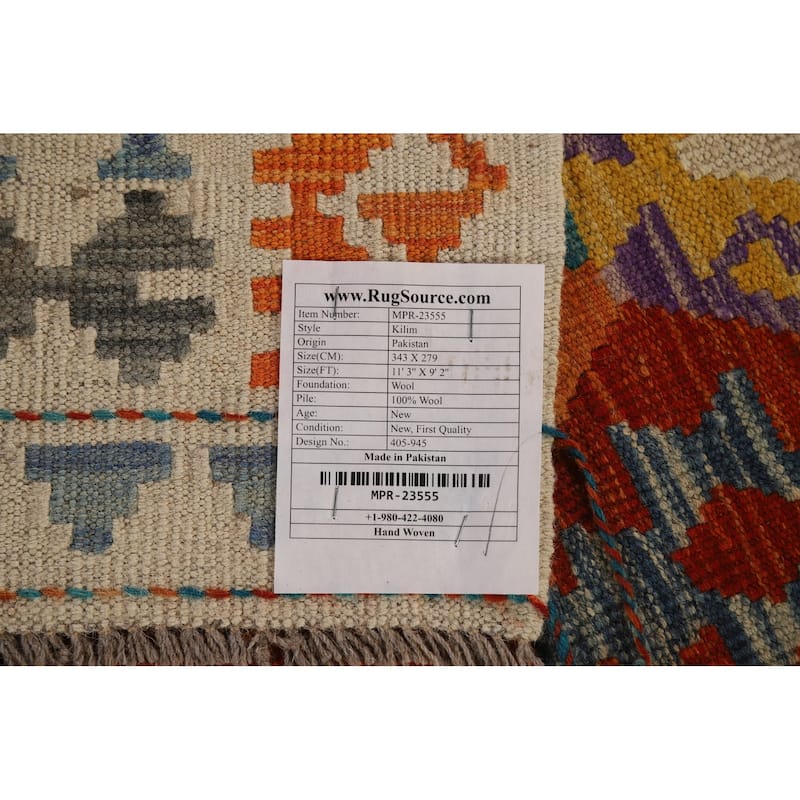 www.RugSource.com
Item Number: MPR-23555
Style Kilim
Origin Pakistan
Size(CM): 343 X 279
Size(FT): 11' 3" X 9' 2"
Foundation: Wool
Pile: 100% Wool
Age: New
Condition: New, First Quality
Design No.: 405-945
Made in Pakistan
MPR-23555
+1-980-422-4080
Hand Woven